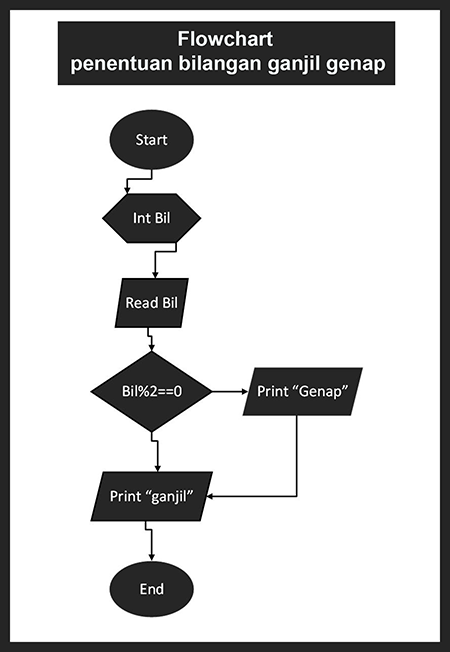 Flowchart
penentuan bilangan ganjil genap
Start
Int Bil
Read Bil
Bil%2==0
Print “Genap”
Print “ganjil”
End